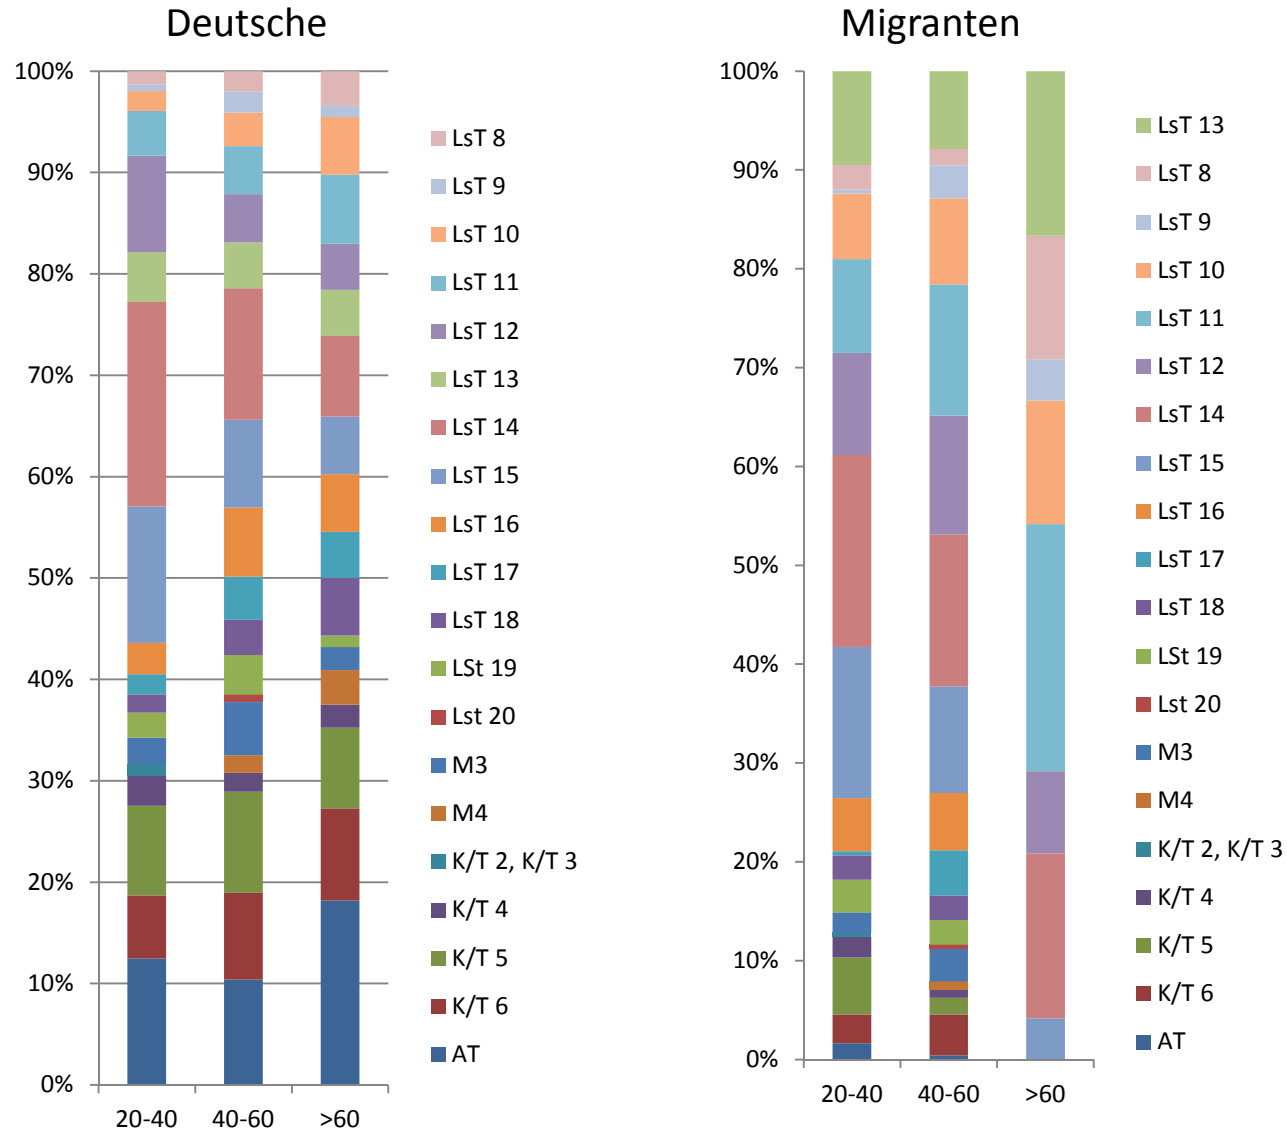 Deutsche
100%
90%
80%
70%
60%
50%
40%
30%
20%
10%
0%
20-40
40-60
>60
LsT 8
LsT 9
LsT 10
LsT 11
LsT 12
LsT 13
LsT 14
LsT 15
LsT 16
LsT 17
LsT 18
LSt 19
Lst 20
M3
M4
K/T 2, K/T 3
K/T 4
K/T 5
K/T 6
AT
Migranten
100%
90%
80%
70%
60%
50%
40%
30%
20%
10%
0%
20-40
40-60
>60
LsT 13
LsT 8
LsT 9
LsT 10
LsT 11
LsT 12
LsT 14
LsT 15
LsT 16
LsT 17
LsT 18
LSt 19
Lst 20
M3
M4
K/T 2, K/T 3
K/T 4
K/T 5
K/T 6
AT